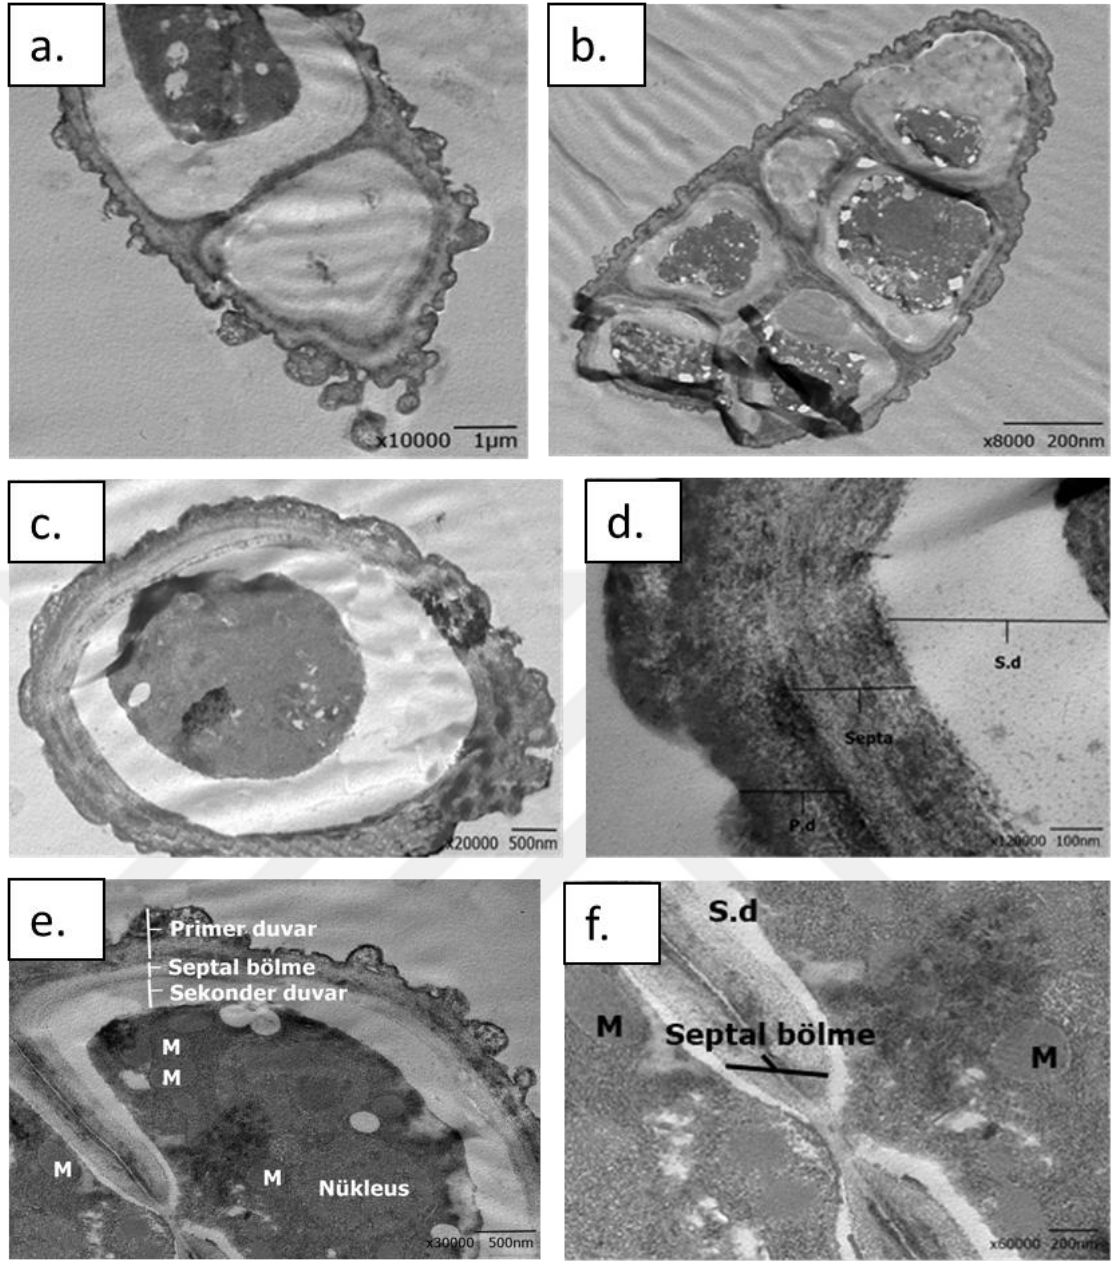 a.
x10000 1µm
b.
x8000 200nm
c.
x20000 500nm
d.
S.d
Septa
P.d
x120000 100nm
e.
Primer duvar
Septal bölme
Sekonder duvar
M
M
M
M
Nükleus
x30000 500nm
f.
S.d
M
Septal bölme
M
x60000 200nm